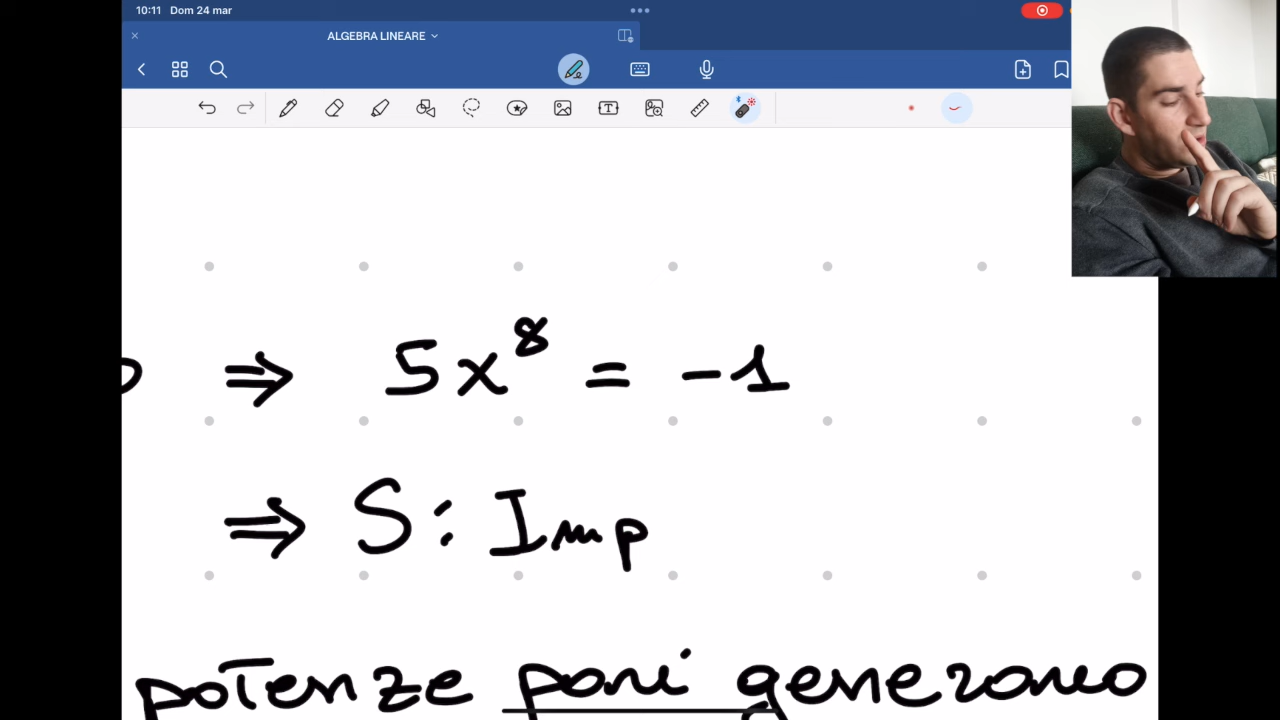 10:11 Dom 24 mar
ALGEBRA LINEARE
⇒ 5x⁸ = -1
⇒ S: Imp
potenze pari generano